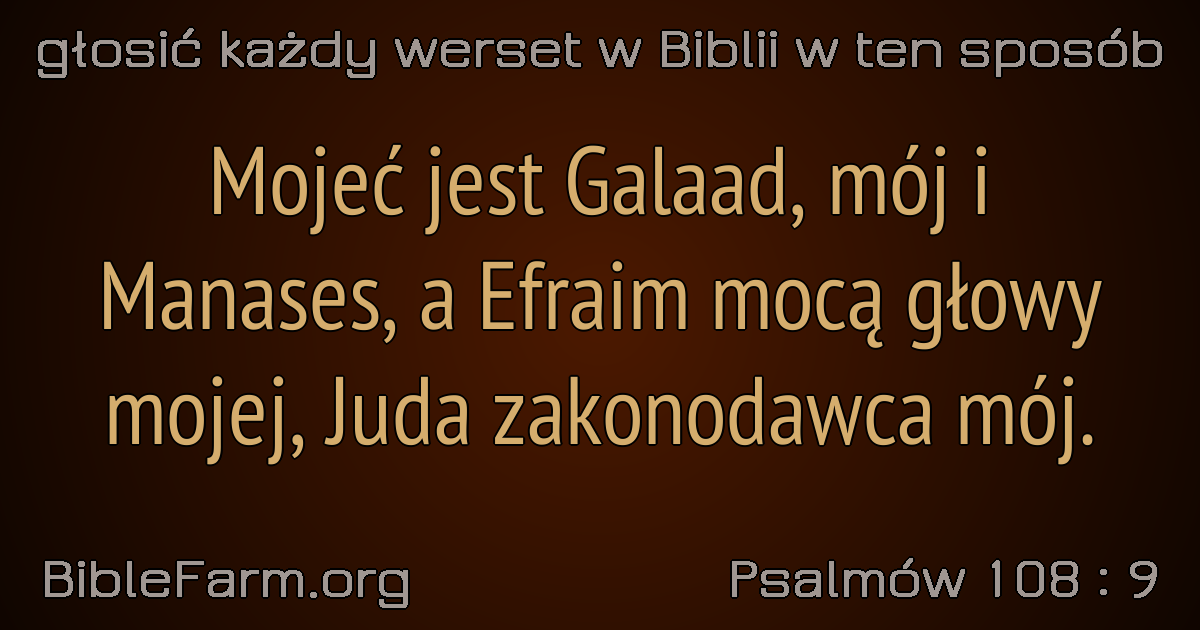 głosić każdy werset w Biblii w ten sposób
Mojeć jest Galaad, mój i
Manases, a Efraim mocą głowy
mojej, Juda zakonodawca mój.
BibleFarm.org
Psalmów 108 : 9